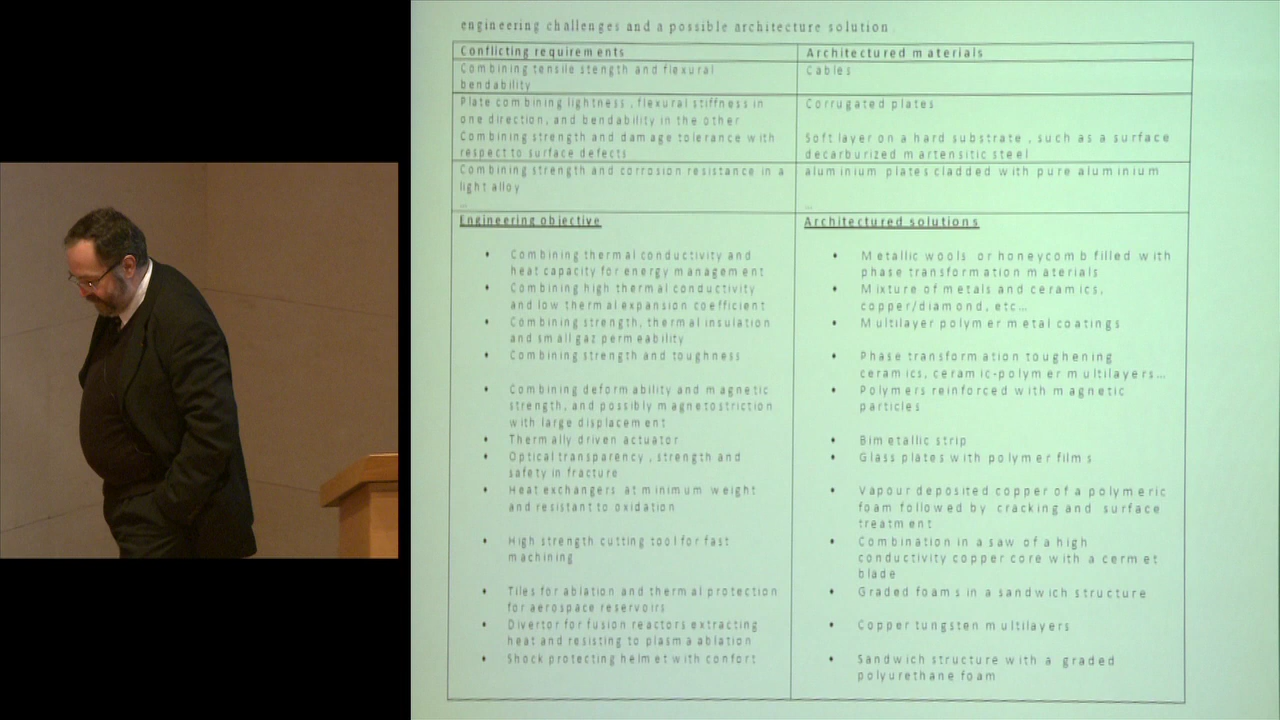 engineering challenges and a possible architecture solution
Conflicting requirements
Architectured materials
Combining tensile stength and flexural
bendability
Cables
Plate combining lightness , flexural stiffness in
one direction, and bendability in the other
Corrugated plates
Combining strength and damage tolerance with
respect to surface defects
Soft layer on a hard substrate , such as a surface
decarburized martensitic steel
Combining strength and corrosion resistance in a
light alloy
...
aluminium plates cladded with pure aluminium
...
Engineering objective
Architectured solutions
• Combining thermal conductivity and
heat capacity for energy management
• Metallic wools or honeycomb filled with
phase transformation materials
• Combining high thermal conductivity
and low thermal expansion coefficient
• Mixture of metals and ceramics,
copper/diamond, etc...
• Combining strength, thermal insulation
and small gaz permeability
• Multilayer polymer metal coatings
• Combining strength and toughness
• Phase transformation toughening
ceramics, ceramic-polymer multilayers...
• Combining deformability and magnetic
strength, and possibly magnetostriction
with large displacement
• Polymers reinforced with magnetic
particles
• Thermally driven actuator
• Bimetallic strip
• Optical transparency , strength and
safety in fracture
• Glass plates with polymer films
• Heat exchangers at minimum weight
and resistant to oxidation
• Vapour deposited copper of a polymeric
foam followed by cracking and surface
treatment
• High strength cutting tool for fast
machining
• Combination in a saw of a high
conductivity copper core with a cermet
blade
• Tiles for ablation and thermal protection
for aerospace reservoirs
• Graded foams in a sandwich structure
• Divertor for fusion reactors extracting
heat and resisting to plasma ablation
• Copper tungsten multilayers
• Shock protecting helmet with confort
• Sandwich structure with a graded
polyurethane foam